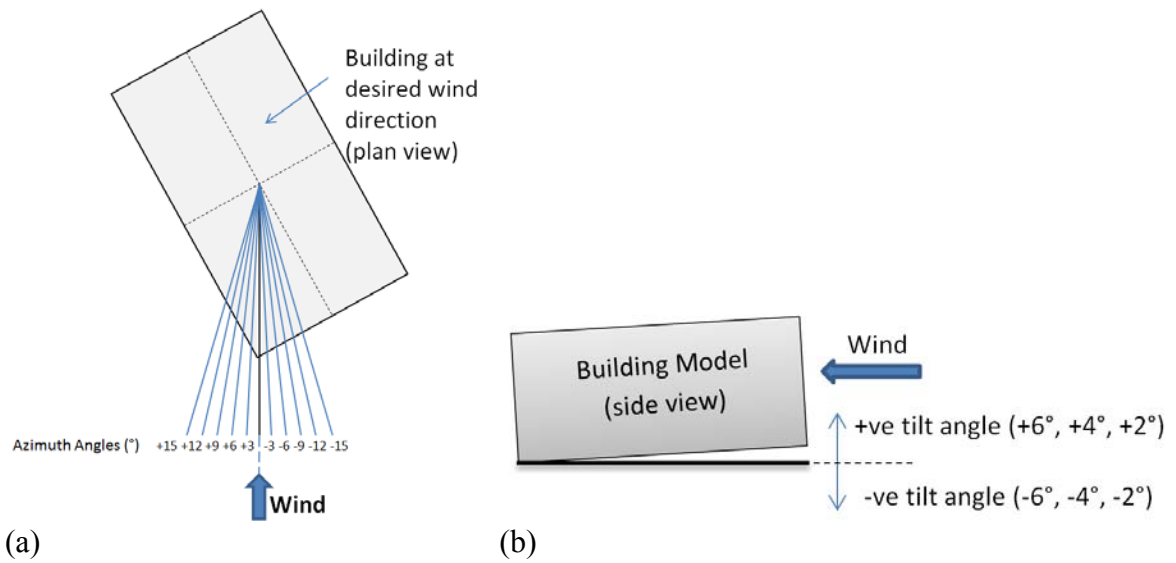 Building at
desired wind
direction
(plan view)
Azimuth Angles (°) +15 +12 +9 +6 +3 -3 -6 -9 -12 -15
Wind
(a)
Building Model
(side view)
Wind
+ve tilt angle (+6°, +4°, +2°)
-ve tilt angle (-6°, -4°, -2°)
(b)